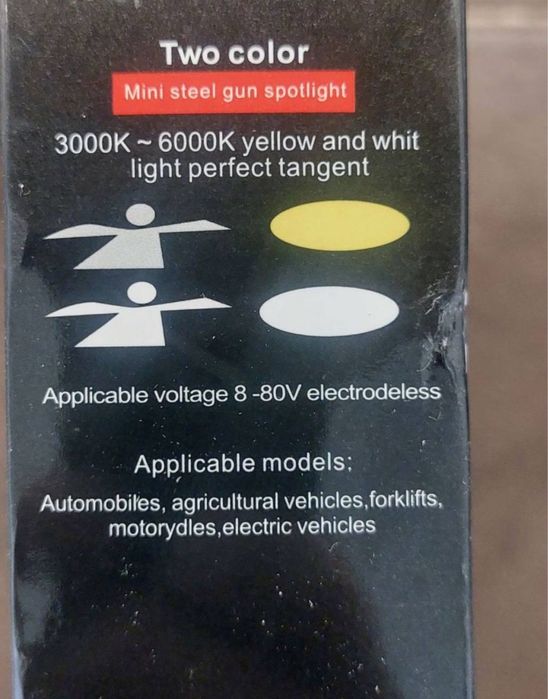 Two color
Mini steel gun spotlight
3000K ~ 6000K yellow and whit
light perfect tangent
Applicable voltage 8 -80V electrodeless
Applicable models:
Automobiles, agricultural vehicles,forklifts,
motorydles,electric vehicles